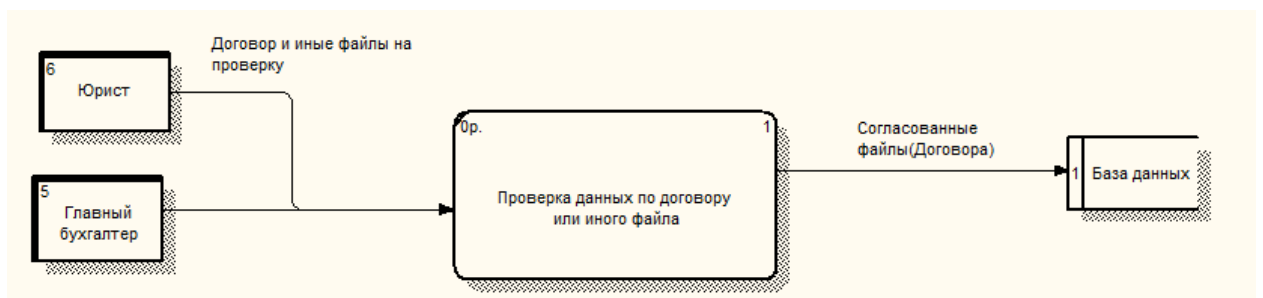 Договор и иные файлы на
проверку
6
Юрист
0р.
1
Проверка данных по договору
или иного файла
Согласованные
файлы(Договора)
1
База данных
5
Главный
бухгалтер